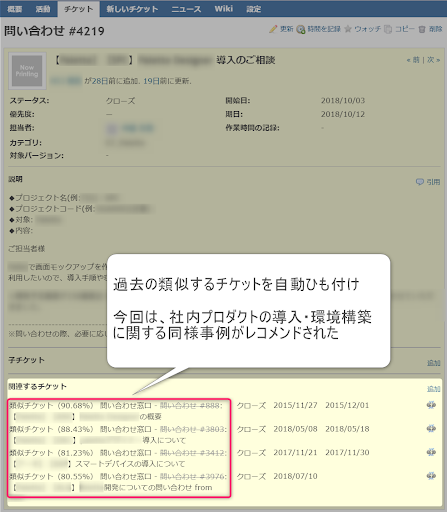 概要 活動 チケット 新しいチケット ニュース Wiki 設定
問い合わせ #4219
更新 時間を記録 ウォッチ コピー 削除
Now Printing
導入のご相談
« 前 | 次 »
が28日前に追加. 19日前に更新.
ステータス: クローズ 開始日: 2018/10/03
優先度: － 期日: 2018/10/12
担当者: 作業時間の記録: -
カテゴリ:
対象バージョン: -
説明
引用
◆プロジェクト名(例:
◆プロジェクトコード(例:
◆対象:
◆内容:
ご担当者様
で画面モックアップを作
利用したいので、導入手順や
※問い合わせの際、必要に応
過去の類似するチケットを自動ひも付け
今回は、社内プロダクトの導入・環境構築
に関する同様事例がレコメンドされた
子チケット 追加
関連するチケット 追加
類似チケット (90.68%) 問い合わせ窓口 - 問い合わせ #888: クローズ 2015/11/27 2015/12/01
【 】 の概要
類似チケット (88.43%) 問い合わせ窓口 - 問い合わせ #3803: クローズ 2018/05/08 2018/05/18
【 】 導入について
類似チケット (81.23%) 問い合わせ窓口 - 問い合わせ #3412: クローズ 2017/11/21 2017/11/30
【 】スマートデバイスの導入について
類似チケット (80.55%) 問い合わせ窓口 - 問い合わせ #3976: クローズ 2018/07/10
【 】 開発についての問い合わせ from